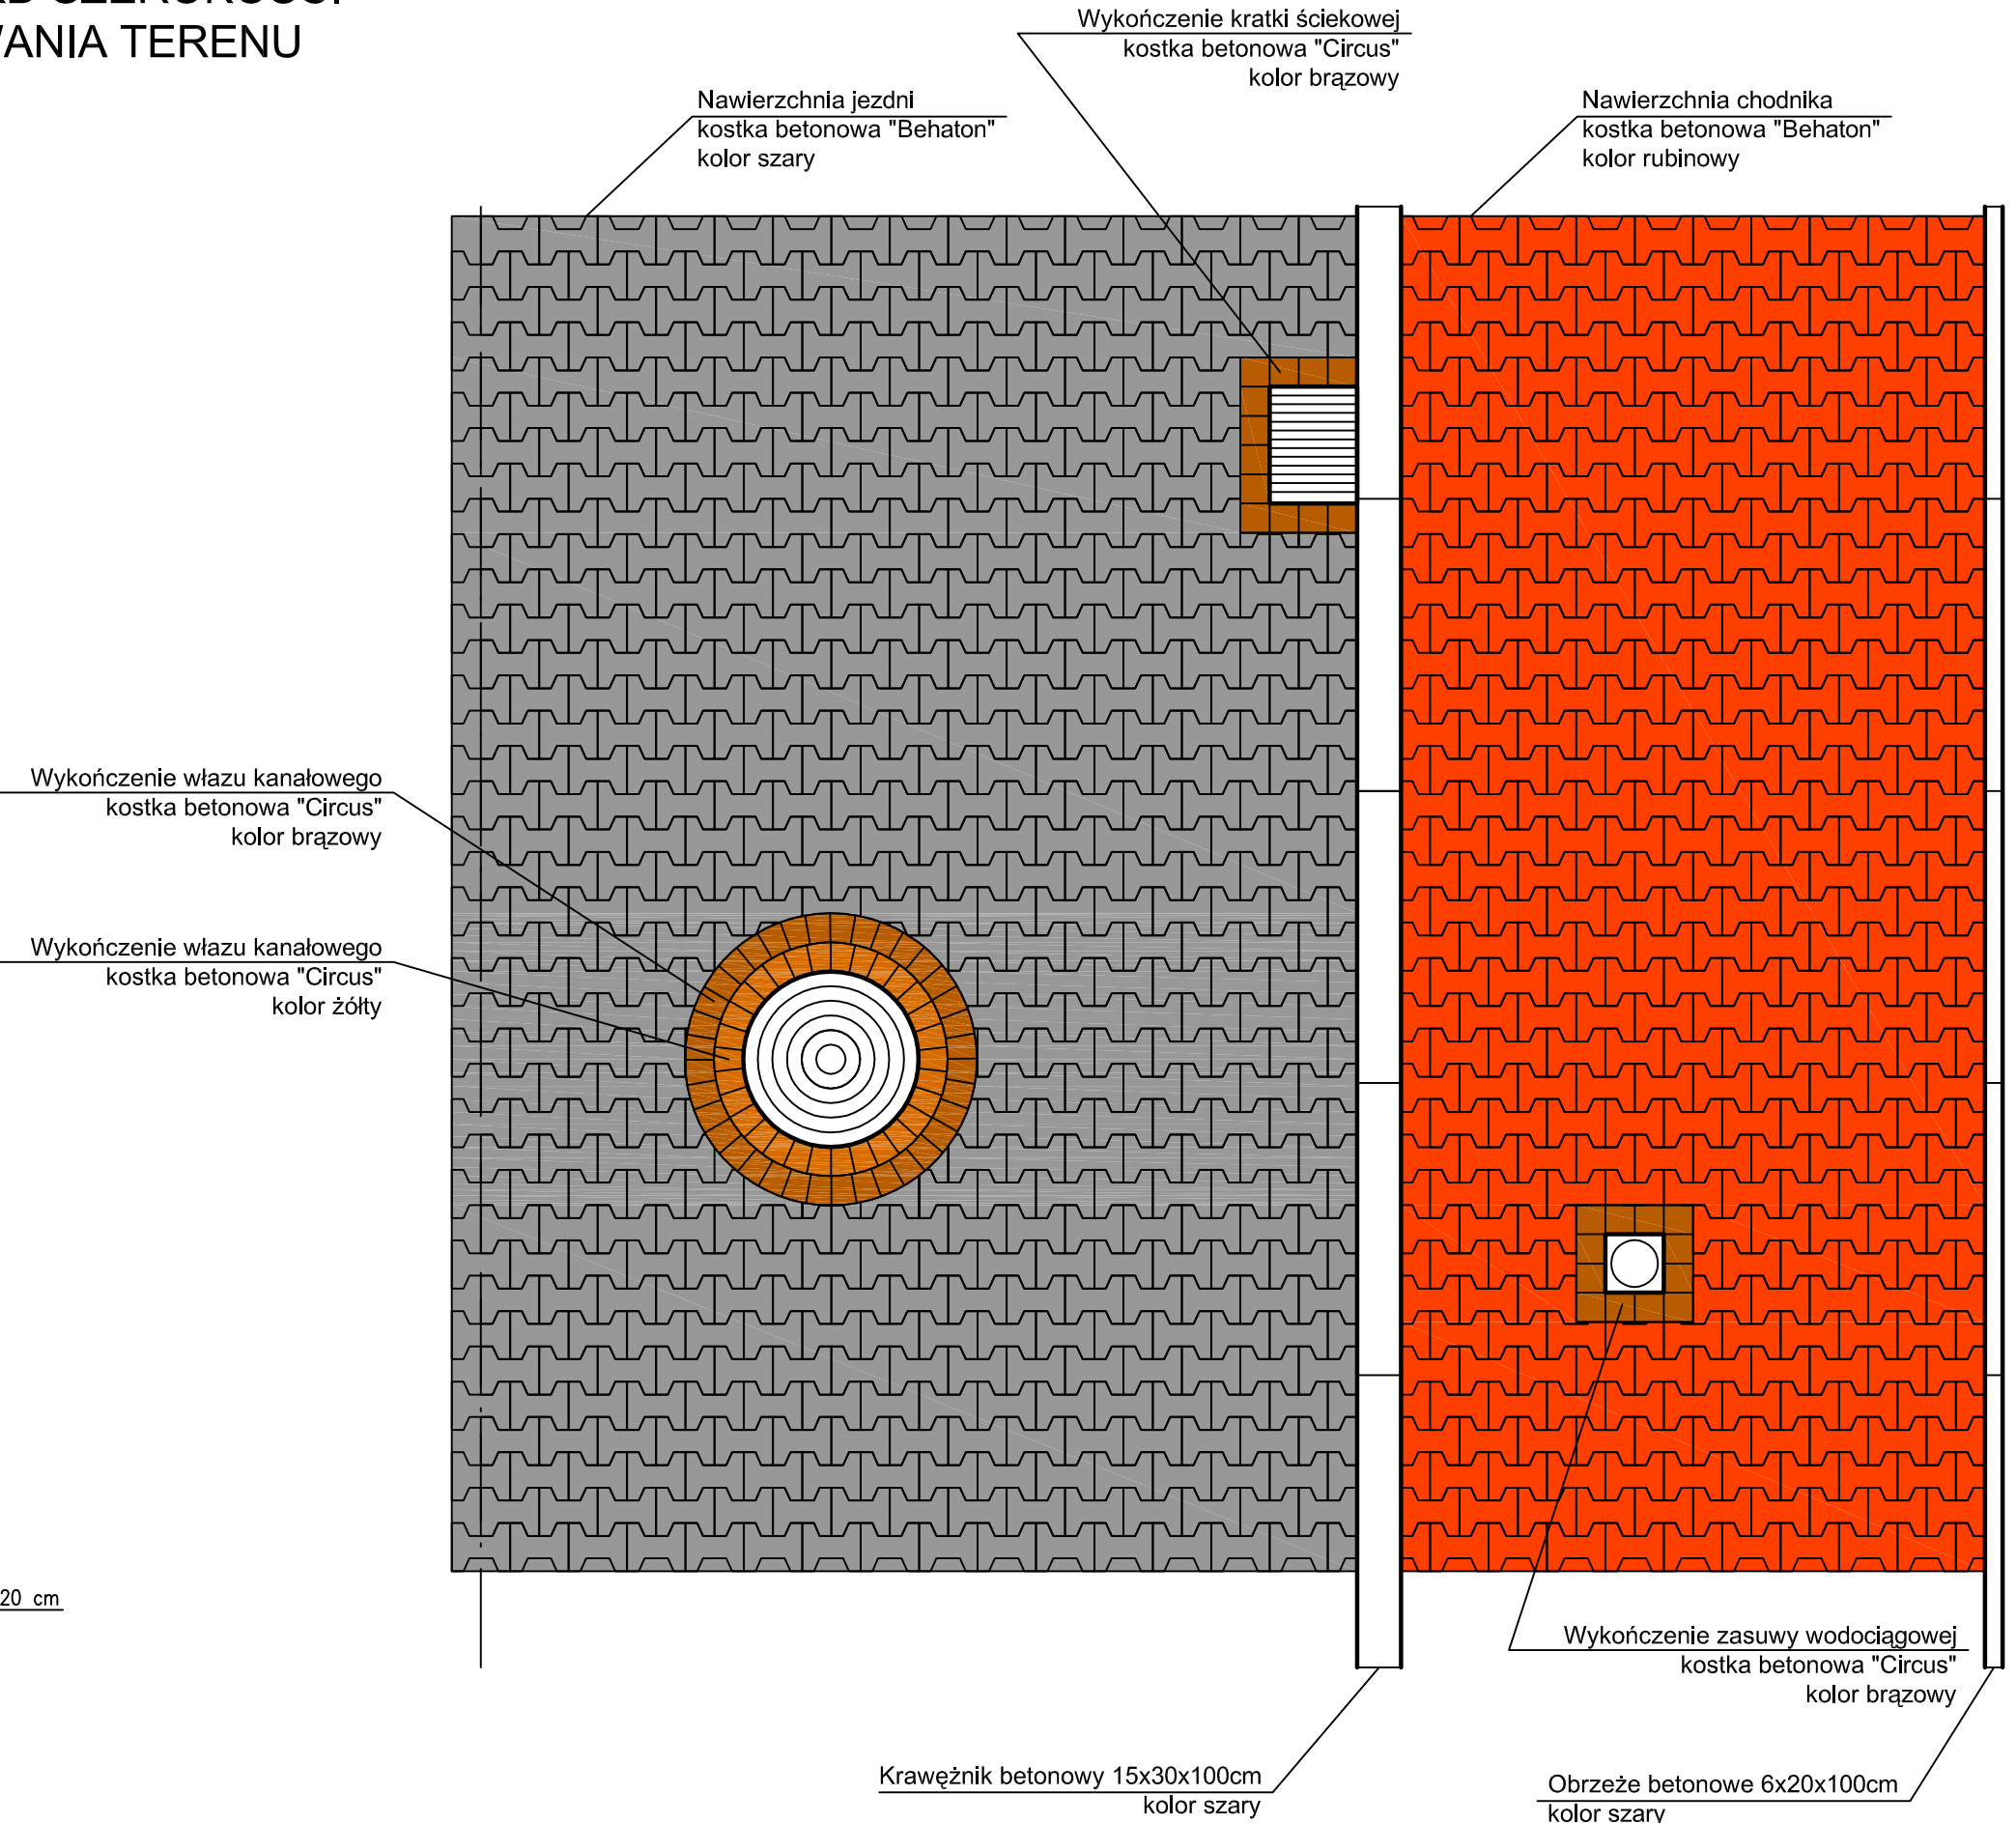 WANIA TERENU
Wykończenie kratki ściekowej
kostka betonowa "Circus"
kolor brązowy
Nawierzchnia jezdni
kostka betonowa "Behaton"
kolor szary
Nawierzchnia chodnika
kostka betonowa "Behaton"
kolor rubinowy
Wykończenie włazu kanałowego
kostka betonowa "Circus"
kolor brązowy
Wykończenie włazu kanałowego
kostka betonowa "Circus"
kolor żółty
20 cm
Wykończenie zasuwy wodociągowej
kostka betonowa "Circus"
kolor brązowy
Krawężnik betonowy 15x30x100cm
kolor szary
Obrzeże betonowe 6x20x100cm
kolor szary